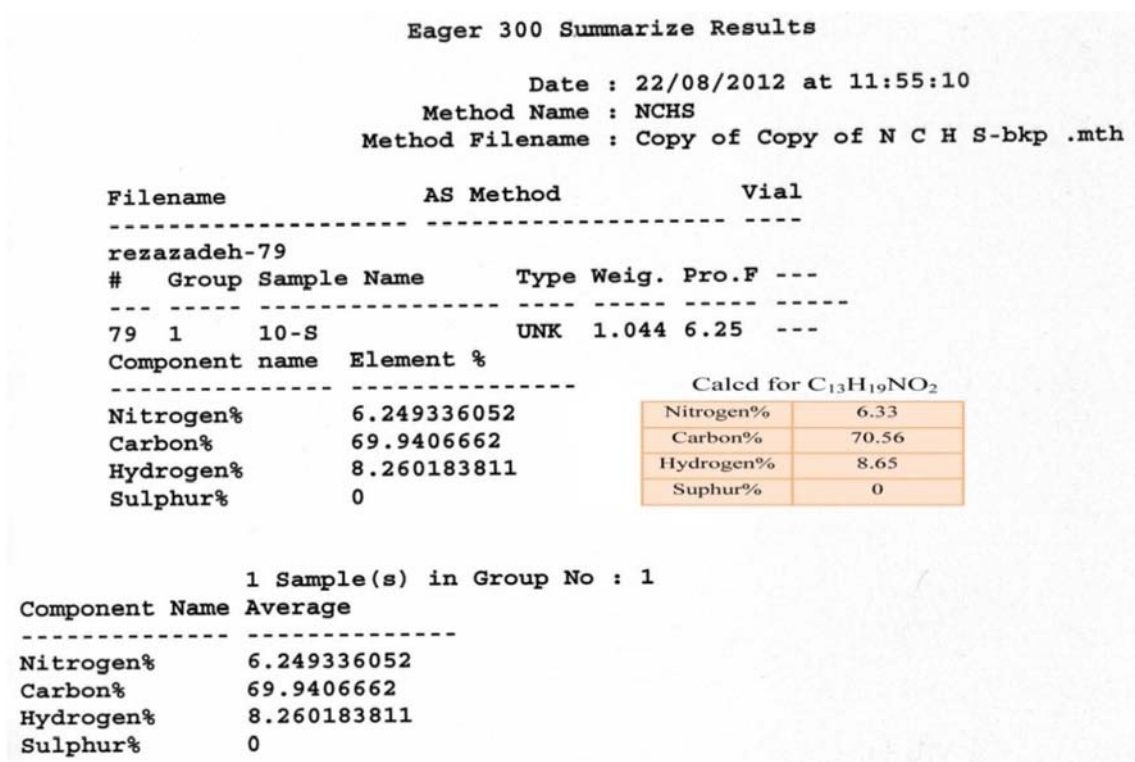 Eager 300 Summarize Results
Date : 22/08/2012 at 11:55:10
Method Name : NCHS
Method Filename : Copy of Copy of N C H S-bkp .mth
Filename AS Method Vial
-------------------- -------------------- ----
rezazadeh-79
# Group Sample Name Type Weig. Pro.F ---
--- ----- ---------------- ---- ----- ----- -----
79 1 10-S UNK 1.044 6.25 ---
Component name Element %
--------------- ---------------
Nitrogen% 6.249336052
Carbon% 69.9406662
Hydrogen% 8.260183811
Sulphur% 0
Calcd for C₁₃H₁₉NO₂
Nitrogen% 6.33
Carbon% 70.56
Hydrogen% 8.65
Suphur% 0
1 Sample(s) in Group No : 1
Component Name Average
-------------- --------------
Nitrogen% 6.249336052
Carbon% 69.9406662
Hydrogen% 8.260183811
Sulphur% 0